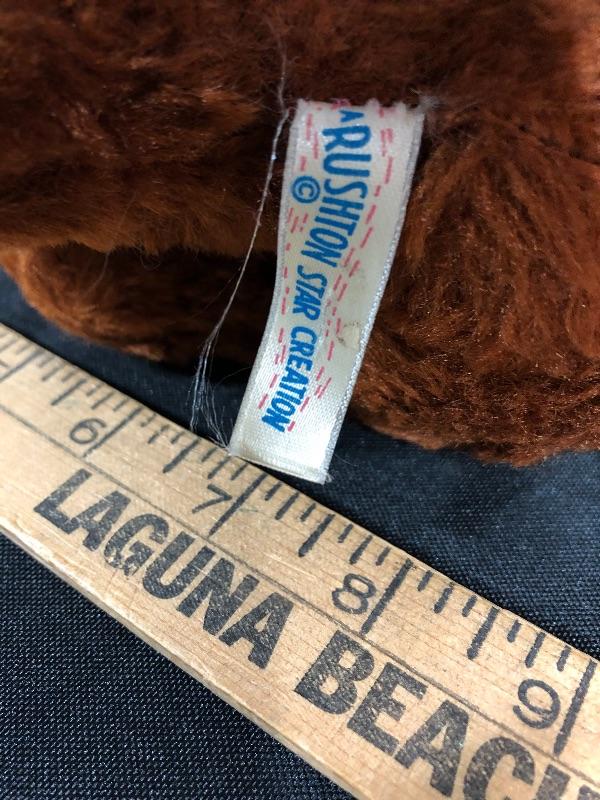 A RUSHTON
© STAR CREATION
6 7 8 9
LAGUNA BEACH